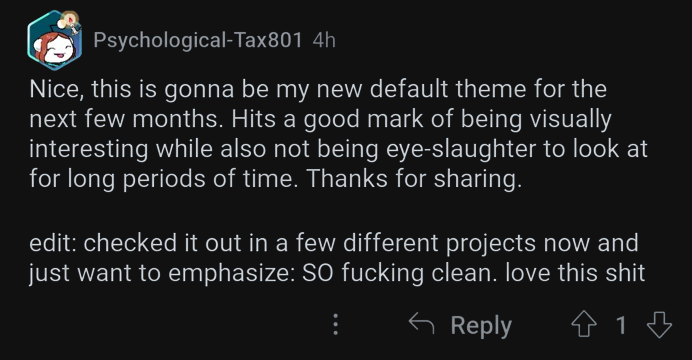 Psychological-Tax801 4h
Nice, this is gonna be my new default theme for the
next few months. Hits a good mark of being visually
interesting while also not being eye-slaughter to look at
for long periods of time. Thanks for sharing.
edit: checked it out in a few different projects now and
just want to emphasize: SO fucking clean. love this shit
Reply 1